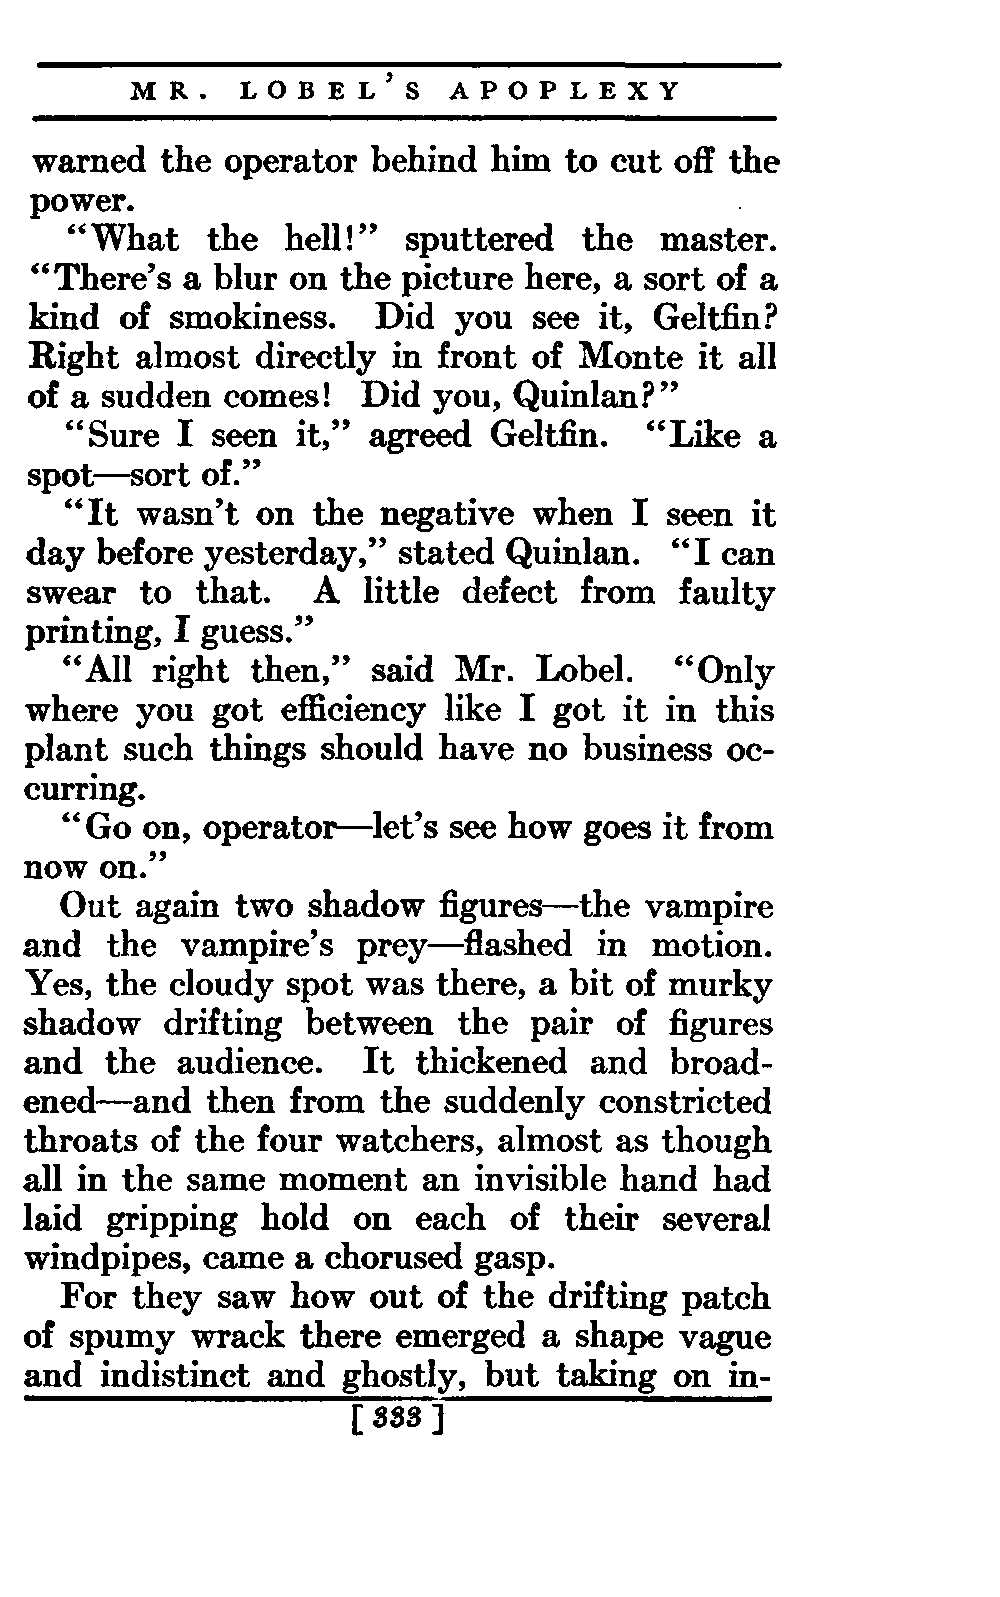 MR. LOBEL'S APOPLEXY
warned the operator behind him to cut off the
power.
"What the hell!" sputtered the master.
"There's a blur on the picture here, a sort of a
kind of smokiness. Did you see it, Geltfin?
Right almost directly in front of Monte it all
of a sudden comes! Did you, Quinlan?"
"Sure I seen it," agreed Geltfin. "Like a
spot—sort of."
"It wasn't on the negative when I seen it
day before yesterday," stated Quinlan. "I can
swear to that. A little defect from faulty
printing, I guess."
"All right then," said Mr. Lobel. "Only
where you got efficiency like I got it in this
plant such things should have no business oc-
curring.
"Go on, operator—let's see how goes it from
now on."
Out again two shadow figures—the vampire
and the vampire's prey—flashed in motion.
Yes, the cloudy spot was there, a bit of murky
shadow drifting between the pair of figures
and the audience. It thickened and broad-
ened—and then from the suddenly constricted
throats of the four watchers, almost as though
all in the same moment an invisible hand had
laid gripping hold on each of their several
windpipes, came a chorused gasp.
For they saw how out of the drifting patch
of spumy wrack there emerged a shape vague
and indistinct and ghostly, but taking on in-
[ 333 ]